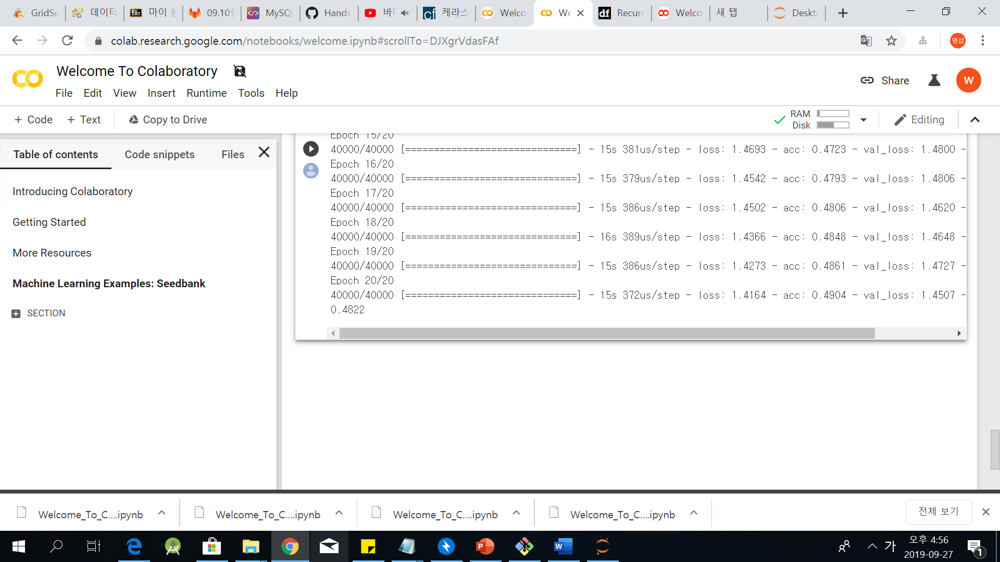 GridSe
데이터
마이
09.10
MySQ
Hands
케라스
Welco
We
Recurr
Welco
새 탭
Deskt
colab.research.google.com/notebooks/welcome.ipynb#scrollTo=DJXgrVdasFAf
명섭
Welcome To Colaboratory
Share
W
File Edit View Insert Runtime Tools Help
+ Code + Text Copy to Drive
RAM
Disk
Editing
Table of contents Code snippets Files
Introducing Colaboratory
Getting Started
More Resources
Machine Learning Examples: Seedbank
SECTION
Epoch 15/20
40000/40000 [==============================] - 15s 381us/step - loss: 1.4693 - acc: 0.4723 - val_loss: 1.4800 -
Epoch 16/20
40000/40000 [==============================] - 15s 379us/step - loss: 1.4542 - acc: 0.4793 - val_loss: 1.4806 -
Epoch 17/20
40000/40000 [==============================] - 15s 386us/step - loss: 1.4502 - acc: 0.4806 - val_loss: 1.4620 -
Epoch 18/20
40000/40000 [==============================] - 16s 389us/step - loss: 1.4366 - acc: 0.4848 - val_loss: 1.4648 -
Epoch 19/20
40000/40000 [==============================] - 15s 386us/step - loss: 1.4273 - acc: 0.4861 - val_loss: 1.4727 -
Epoch 20/20
40000/40000 [==============================] - 15s 372us/step - loss: 1.4164 - acc: 0.4904 - val_loss: 1.4507 -
0.4822
Welcome_To_C....ipynb
Welcome_To_C....ipynb
Welcome_To_C....ipynb
Welcome_To_C....ipynb
전체 보기
가
오후 4:56
2019-09-27
1